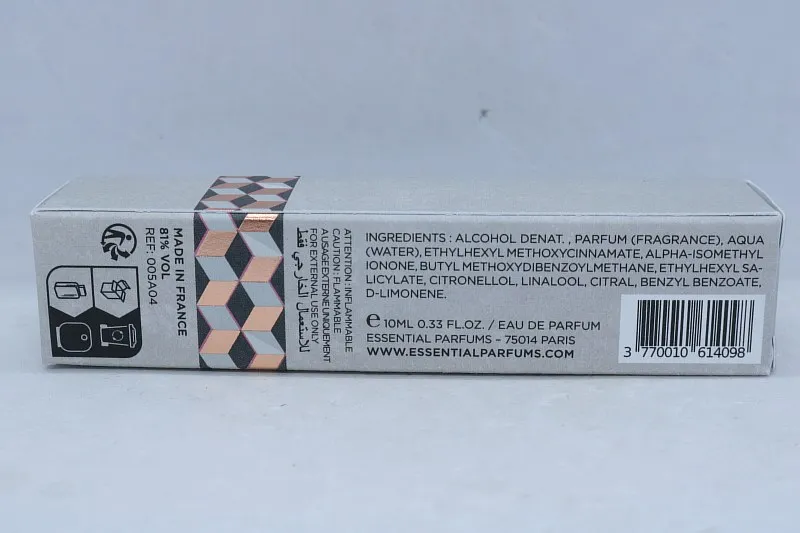 MADE IN FRANCE
81% VOL
REF: 005A04
ATTENTION : INFLAMMABLE
CAUTION : FLAMMABLE
A USAGE EXTERNE UNIQUEMENT
FOR EXTERNAL USE ONLY
للاستعمال الخارجي فقط
INGREDIENTS : ALCOHOL DENAT. , PARFUM (FRAGRANCE), AQUA
(WATER), ETHYLHEXYL METHOXYCINNAMATE, ALPHA-ISOMETHYL
IONONE, BUTYL METHOXYDIBENZOYLMETHANE, ETHYLHEXYL SA-
LICYLATE, CITRONELLOL, LINALOOL, CITRAL, BENZYL BENZOATE,
D-LIMONENE.
℮ 10ML 0.33 FL.OZ. / EAU DE PARFUM
ESSENTIAL PARFUMS – 75014 PARIS
WWW.ESSENTIALPARFUMS.COM
3 770010 614098